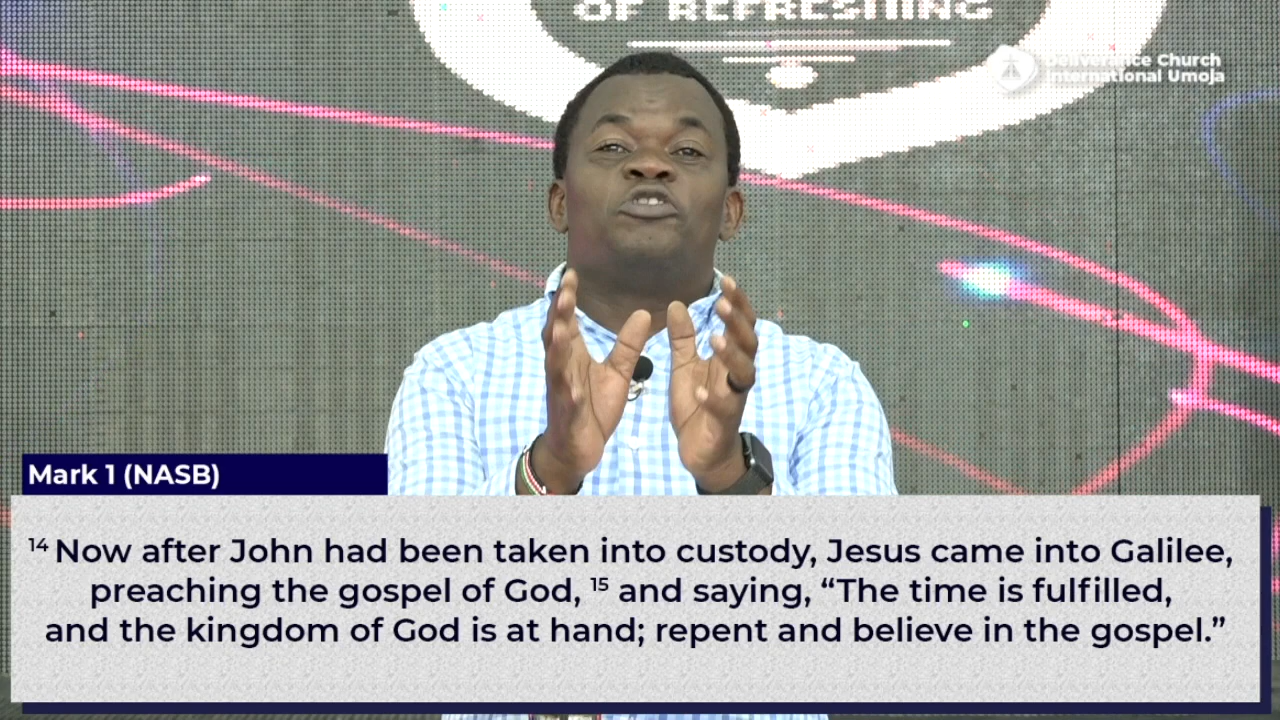 OF REFRESHING
Deliverance Church
International Umoja
Mark 1 (NASB)
14 Now after John had been taken into custody, Jesus came into Galilee,
preaching the gospel of God, 15 and saying, “The time is fulfilled,
and the kingdom of God is at hand; repent and believe in the gospel.”